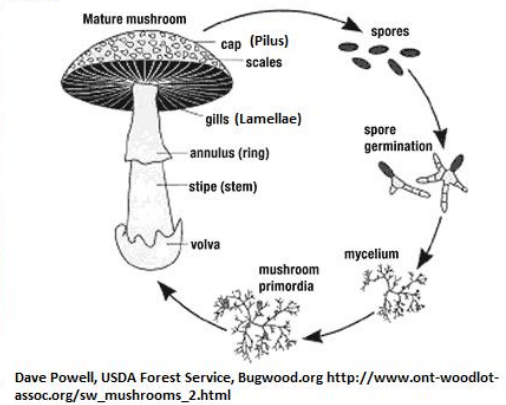 Mature mushroom
cap (Pilus)
scales
gills (Lamellae)
annulus (ring)
stipe (stem)
volva
spores
spore
germination
mycelium
mushroom
primordia
Dave Powell, USDA Forest Service, Bugwood.org http://www.ont-woodlot-
assoc.org/sw_mushrooms_2.html